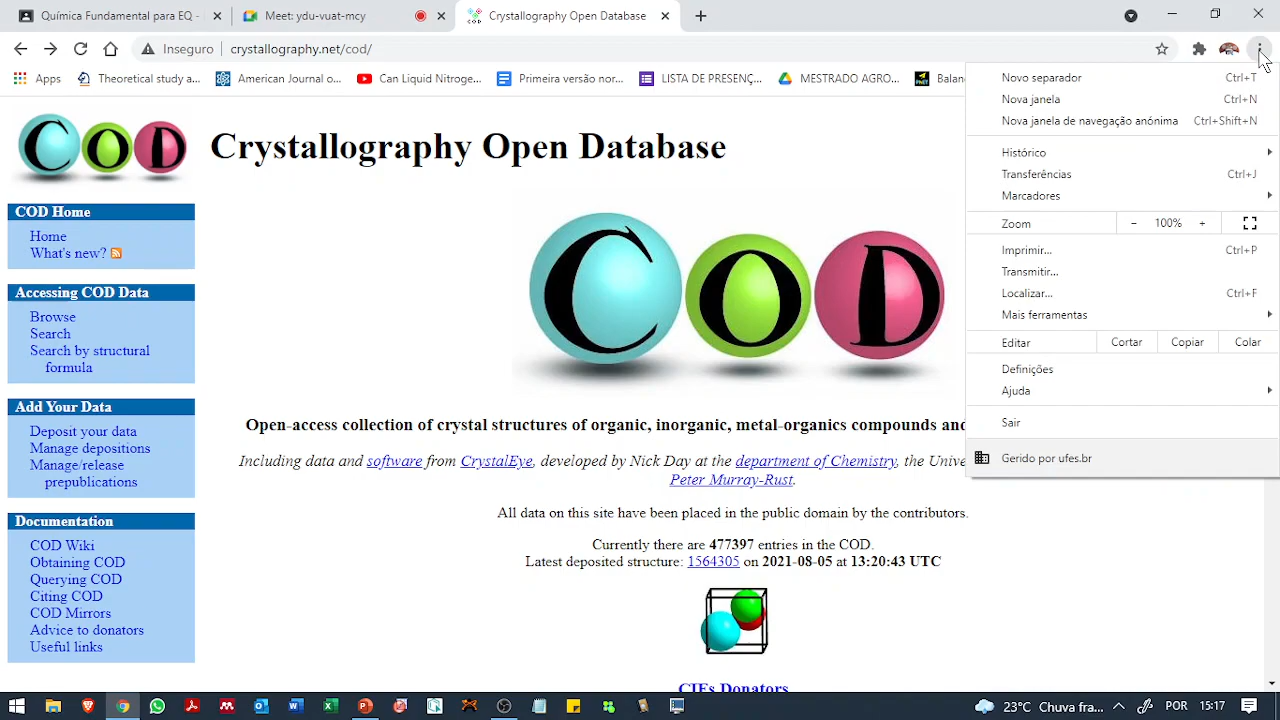 Química Fundamental para EQ -
Meet: ydu-vuat-mcy
Crystallography Open Database
Inseguro
crystallography.net/cod/
Apps
Theoretical study a...
American Journal o...
Can Liquid Nitroge...
Primeira versão nor...
LISTA DE PRESENÇ...
MESTRADO AGRO...
COD
Crystallography Open Database
COD Home
Home
What's new?
Accessing COD Data
Browse
Search
Search by structural
formula
Add Your Data
Deposit your data
Manage depositions
Manage/release
prepublications
Documentation
COD Wiki
Obtaining COD
Querying COD
Citing COD
COD Mirrors
Advice to donators
Useful links
COD
Open-access collection of crystal structures of organic, inorganic, metal-organics compounds and
Including data and software from CrystalEye, developed by Nick Day at the department of Chemistry, the
Peter Murray-Rust.
All data on this site have been placed in the public domain by the contributors.
Currently there are 477397 entries in the COD.
Latest deposited structure: 1564305 on 2021-08-05 at 13:20:43 UTC
CIFs Donators
Novo separador Ctrl+T
Nova janela Ctrl+N
Nova janela de navegação anónima Ctrl+Shift+N
Histórico
Transferências Ctrl+J
Marcadores
Zoom - 100% +
Imprimir... Ctrl+P
Transmitir...
Localizar... Ctrl+F
Mais ferramentas
Editar Cortar Copiar Colar
Definições
Ajuda
Sair
Gerido por ufes.br
23°C Chuva fra... POR 15:17